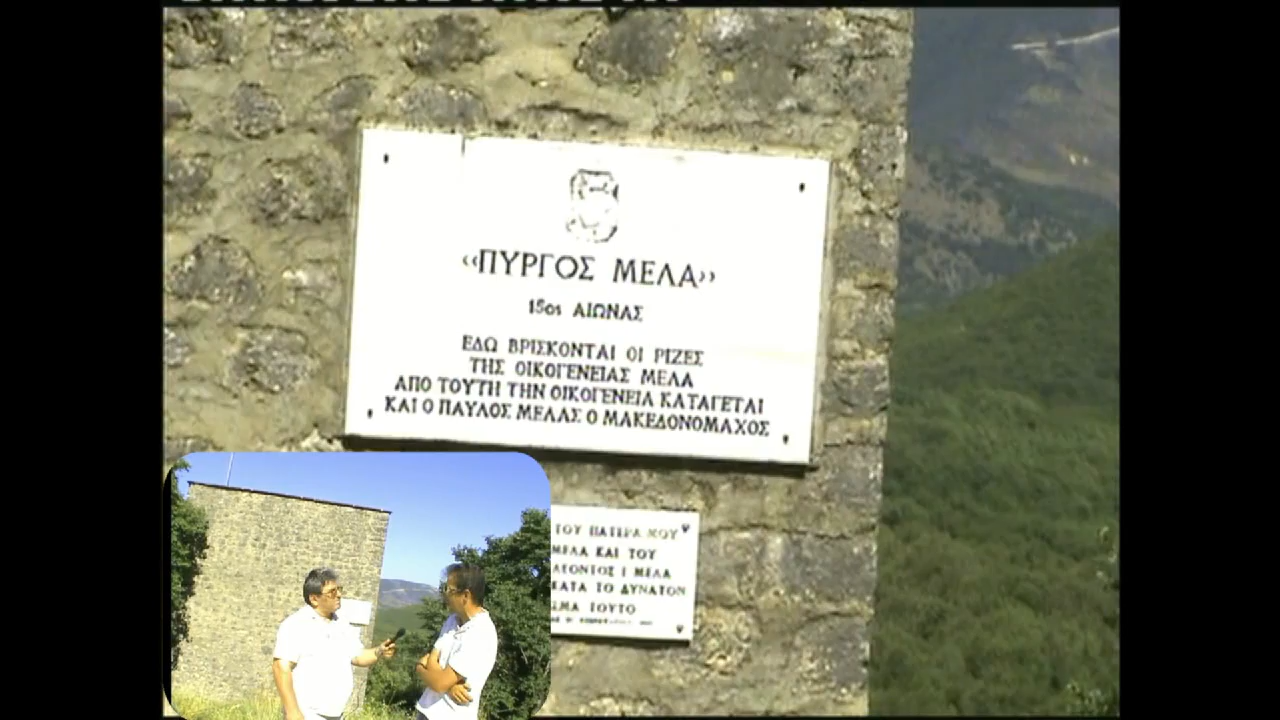 ‹‹ΠΥΡΓΟΣ ΜΕΛΑ››
15ος ΑΙΩΝΑΣ
ΕΔΩ ΒΡΙΣΚΟΝΤΑΙ ΟΙ ΡΙΖΕΣ
ΤΗΣ ΟΙΚΟΓΕΝΕΙΑΣ ΜΕΛΑ
ΑΠΟ ΤΟΥΤΗ ΤΗΝ ΟΙΚΟΓΕΝΕΙΑ ΚΑΤΑΓΕΤΑΙ
ΚΑΙ Ο ΠΑΥΛΟΣ ΜΕΛΑΣ Ο ΜΑΚΕΔΟΝΟΜΑΧΟΣ
ΤΟΥ ΠΑΤΕΡΑ ΜΟΥ
ΜΕΛΑ ΚΑΙ ΤΟΥ
ΛΕΟΝΤΟΣ Ι ΜΕΛΑ
ΚΑΤΑ ΤΟ ΔΥΝΑΤΟΝ
ΤΟΥΤΟ